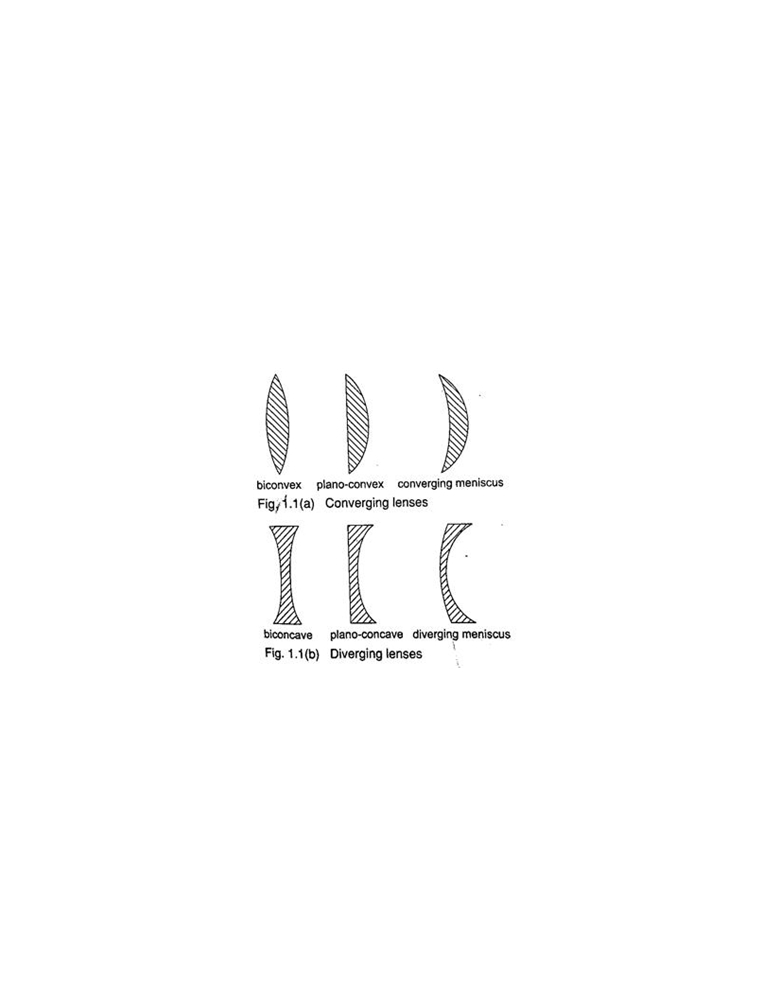 biconvex plano-convex converging meniscus
Fig. 1.1(a) Converging lenses
biconcave plano-concave diverging meniscus
Fig. 1.1(b) Diverging lenses